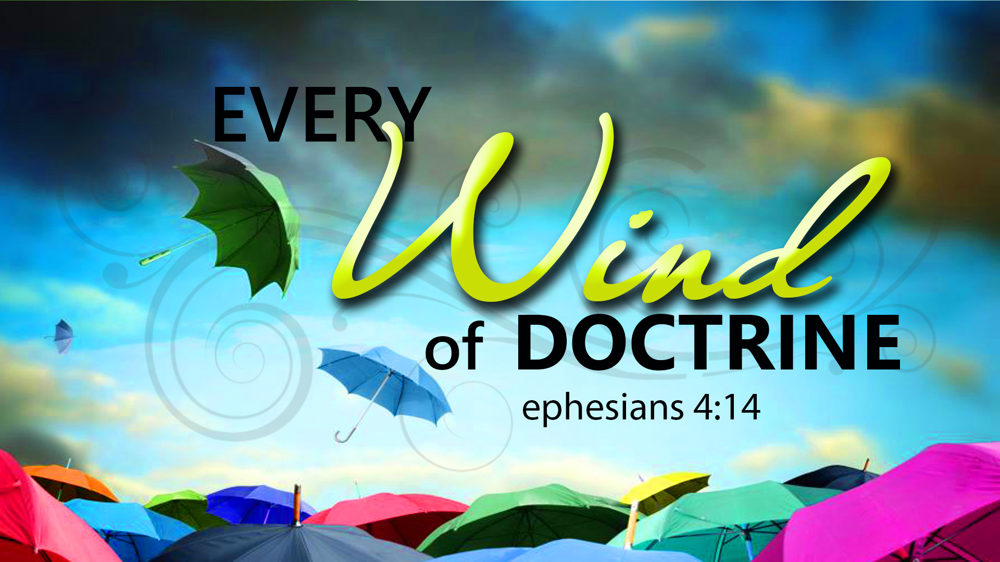 EVERY
Wind
of DOCTRINE
ephesians 4:14